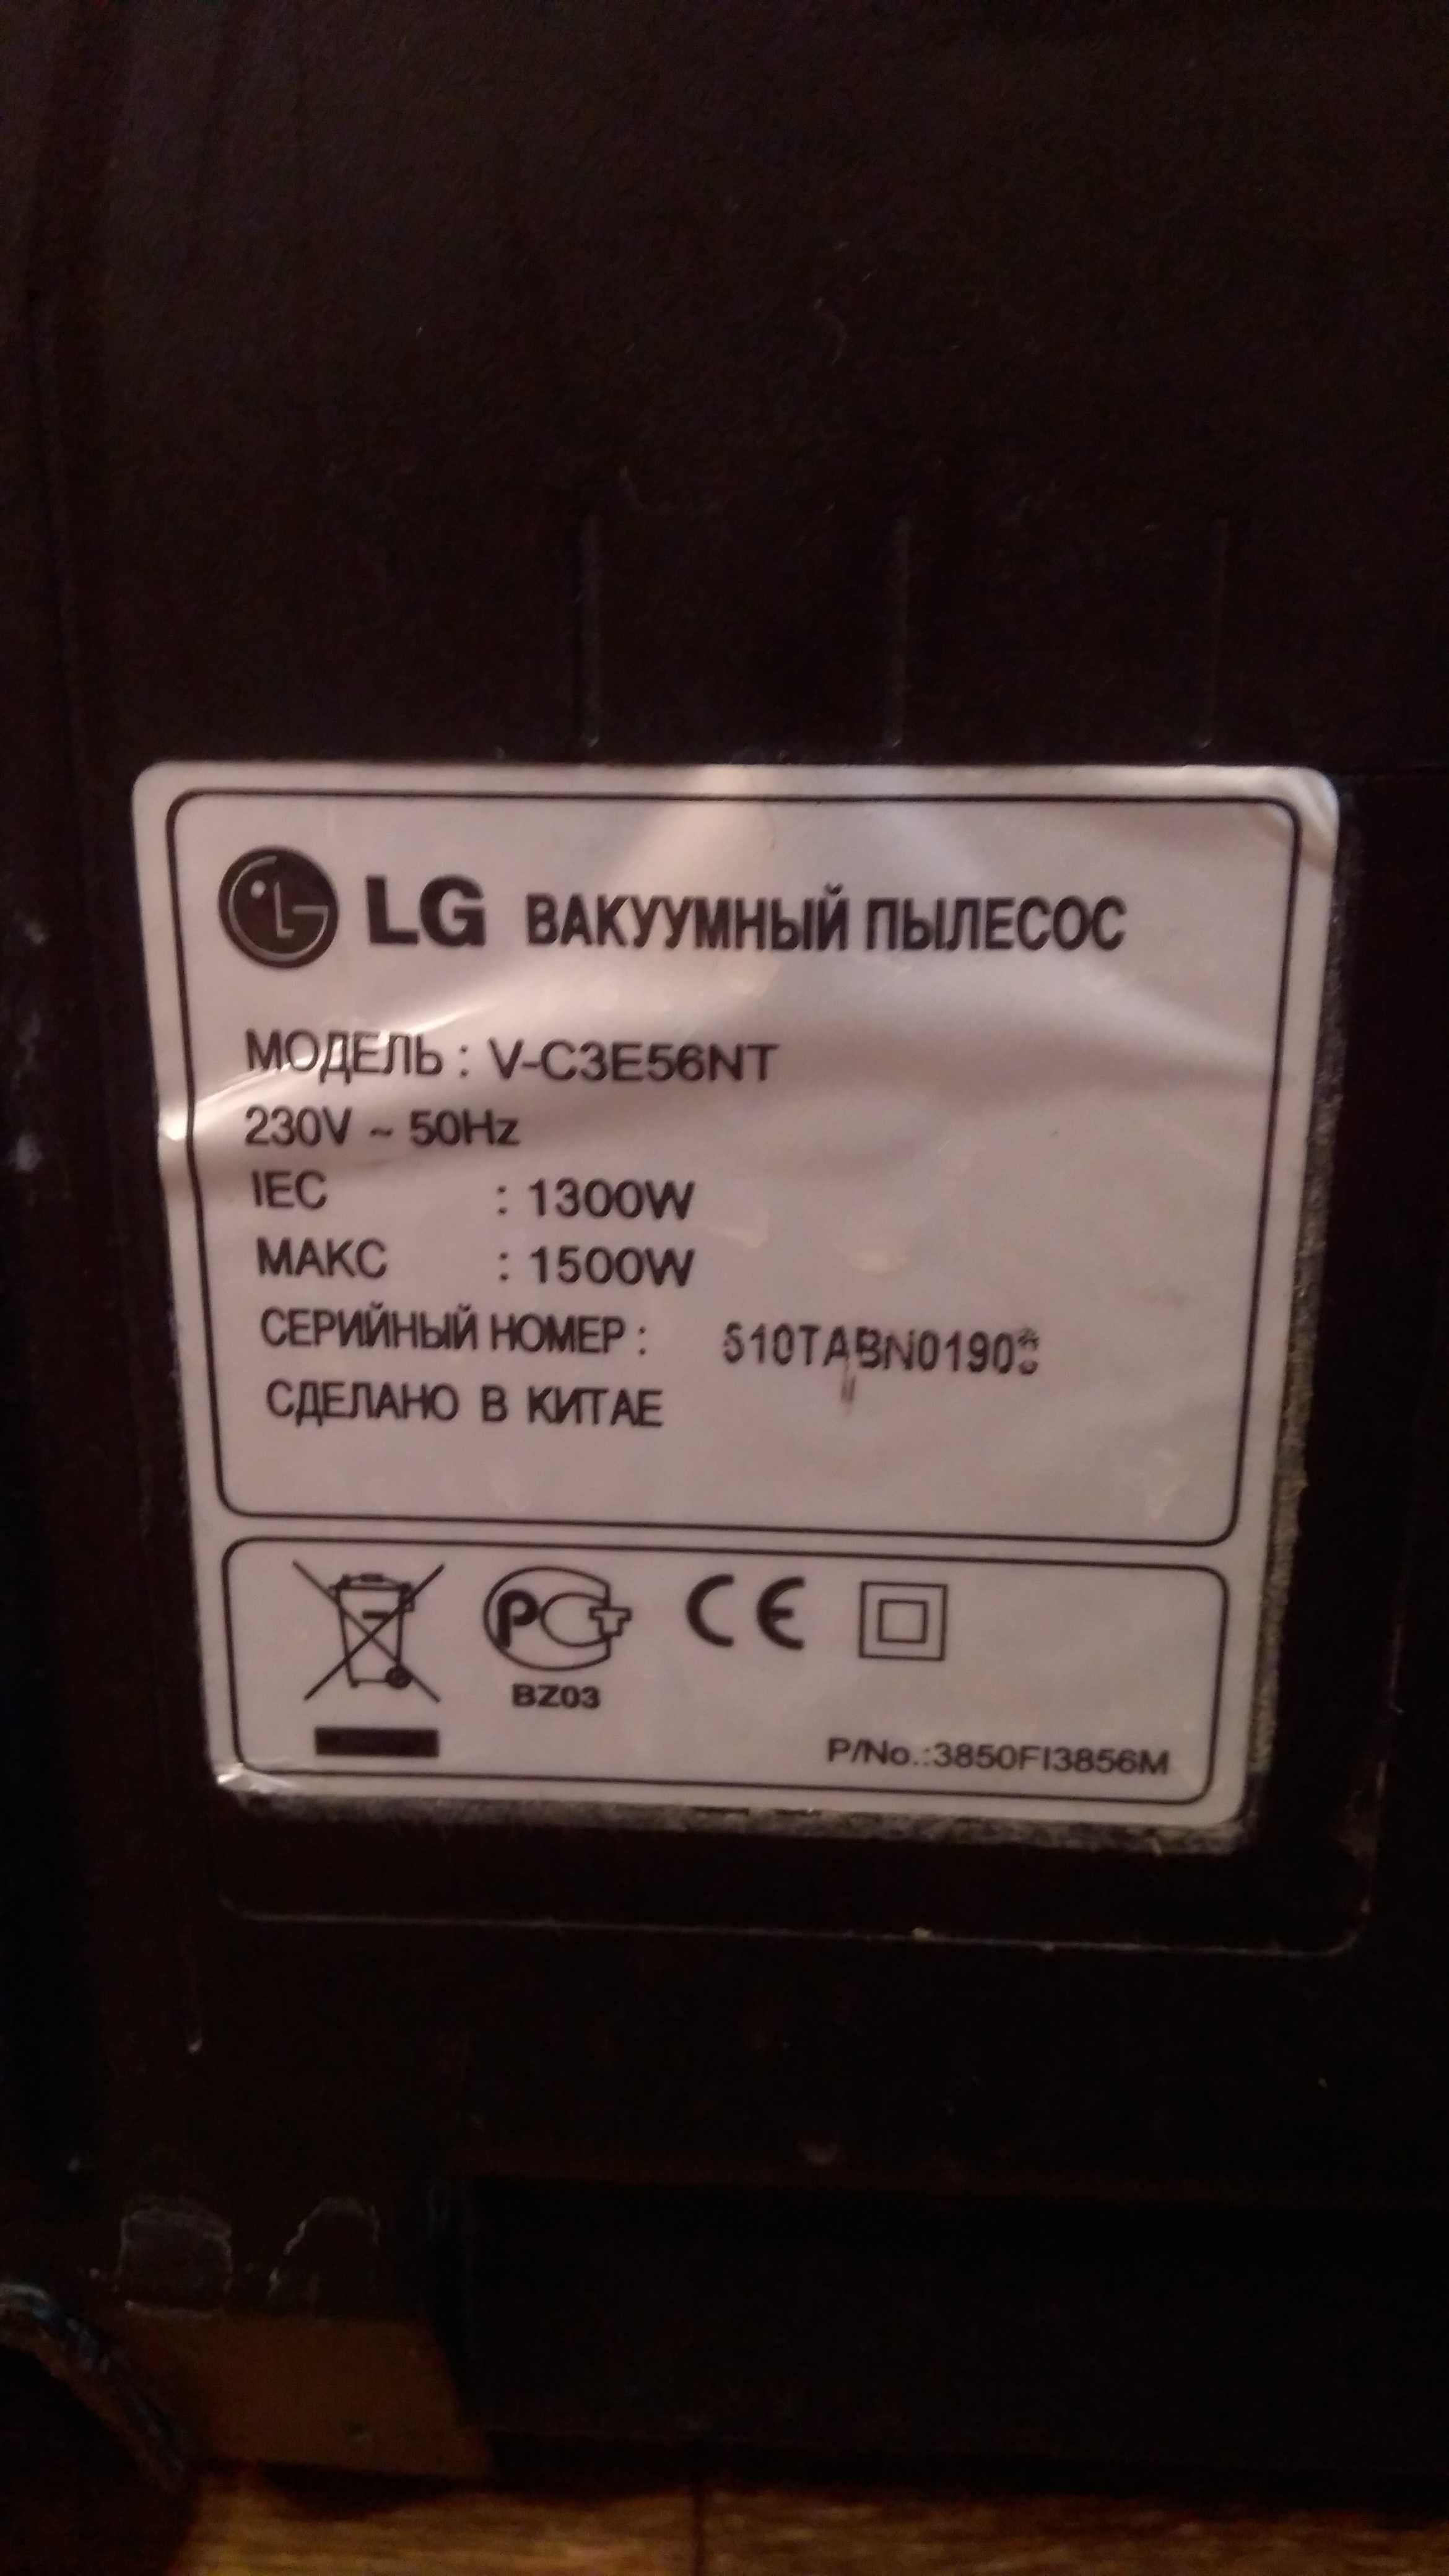 LG ВАКУУМНЫЙ ПЫЛЕСОС
МОДЕЛЬ : V-C3E56NT
230V ~ 50Hz
IEC : 1300W
МАКС : 1500W
СЕРИЙНЫЙ НОМЕР :
СДЕЛАНО В КИТАЕ
РСТ CE
BZ03
P/No.:3850FI3856M